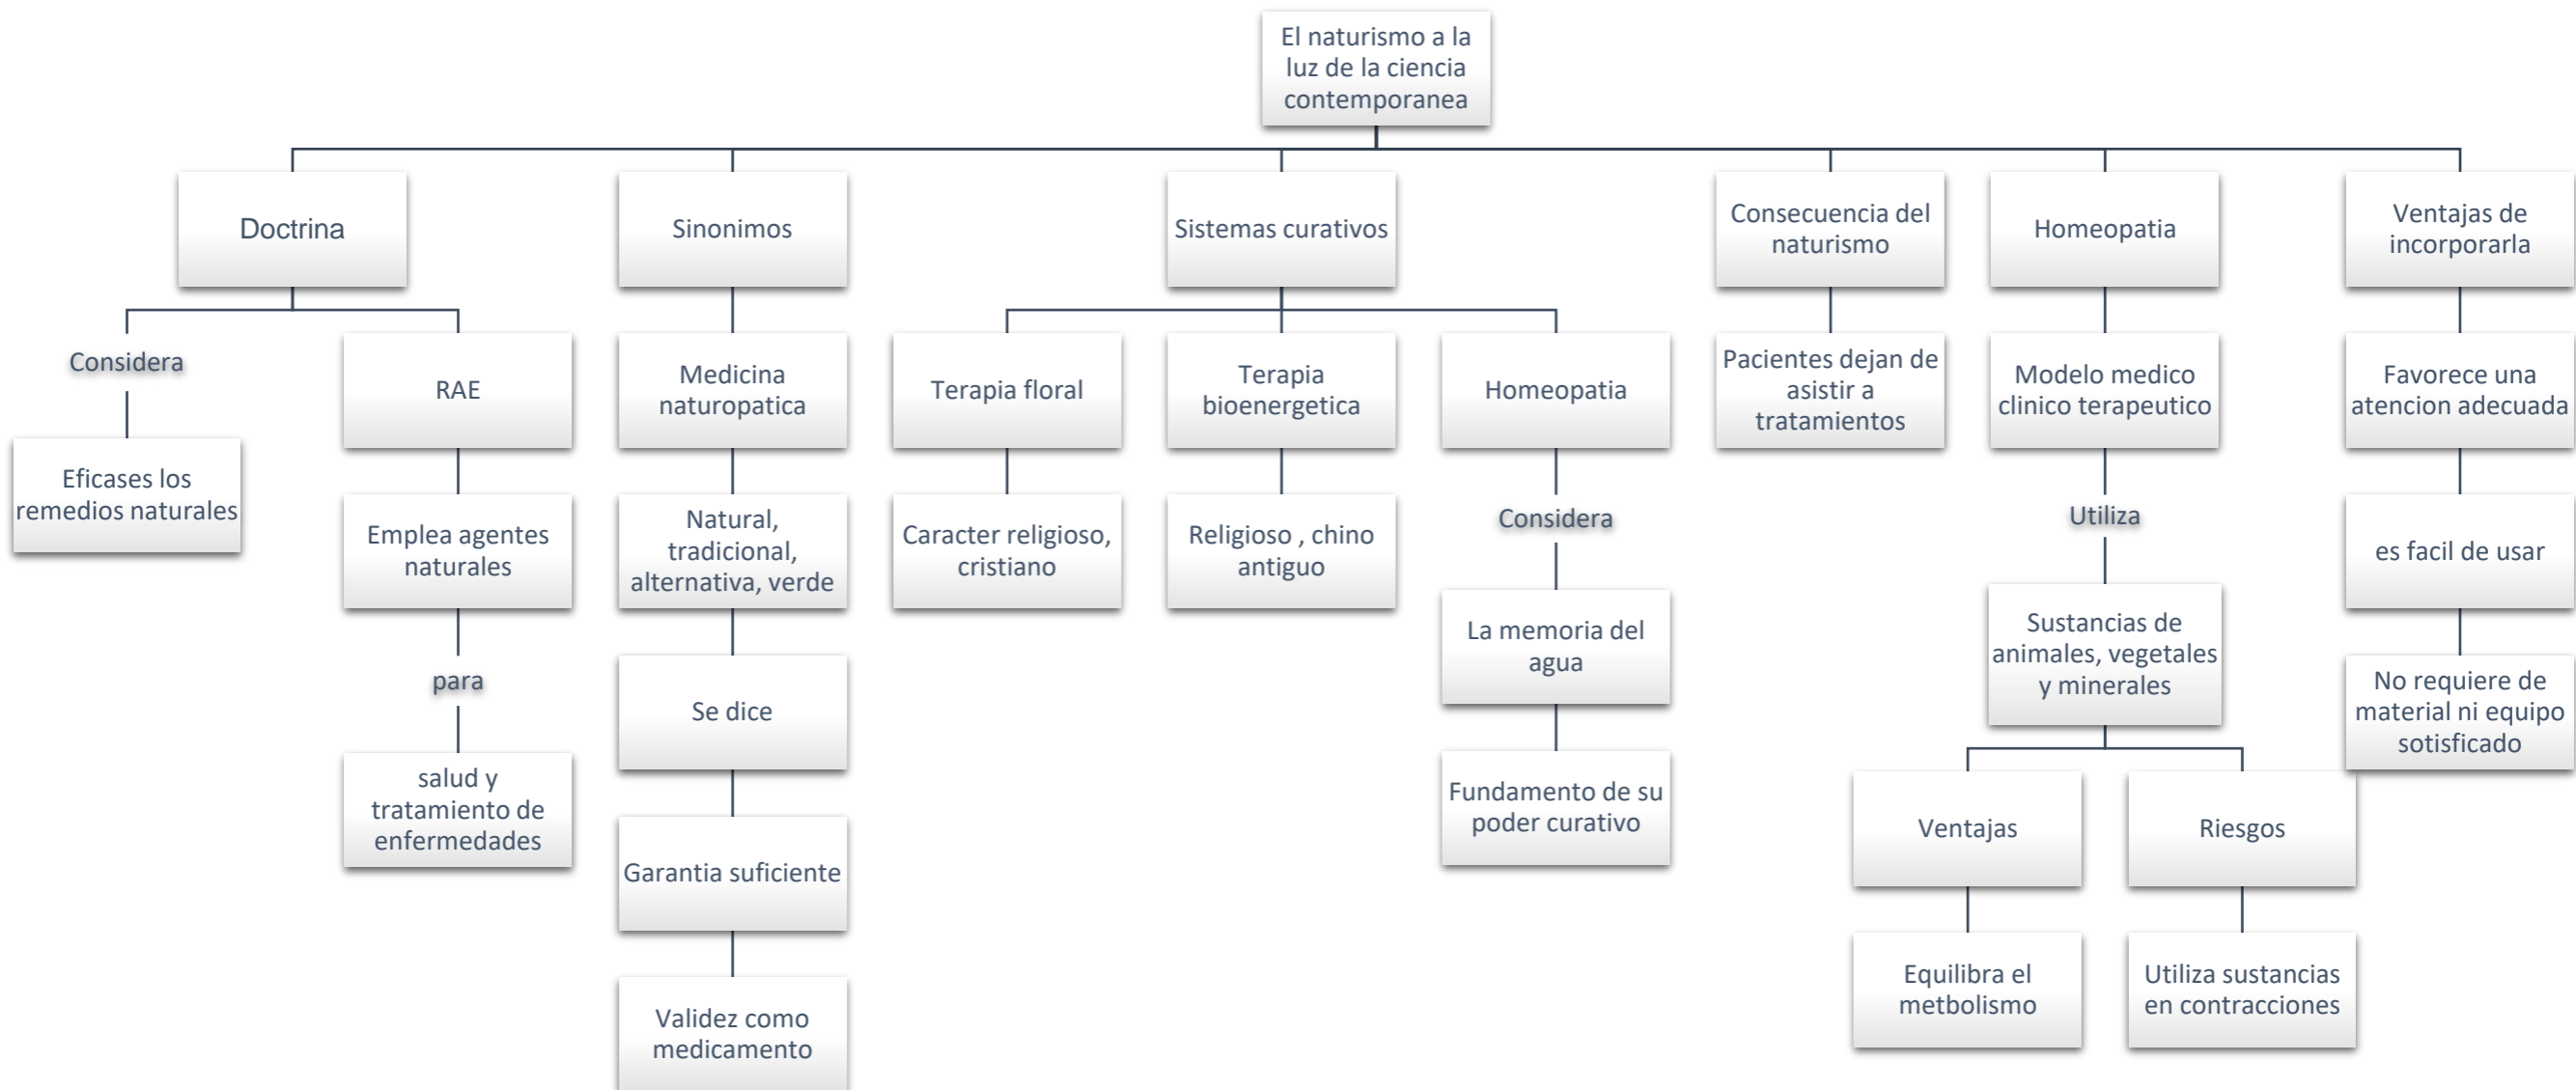 El naturismo a la
luz de la ciencia
contemporanea
Doctrina
Considera
Eficases los
remedios naturales
RAE
Emplea agentes
naturales
para
salud y
tratamiento de
enfermedades
Sinonimos
Medicina
naturopatica
Natural,
tradicional,
alternativa, verde
Se dice
Garantia suficiente
Validez como
medicamento
Sistemas curativos
Terapia floral
Caracter religioso,
cristiano
Terapia
bioenergetica
Religioso , chino
antiguo
Homeopatia
Considera
La memoria del
agua
Fundamento de su
poder curativo
Consecuencia del
naturismo
Pacientes dejan de
asistir a
tratamientos
Homeopatia
Modelo medico
clinico terapeutico
Utiliza
Sustancias de
animales, vegetales
y minerales
Ventajas
Equilibra el
metbolismo
Riesgos
Utiliza sustancias
en contracciones
Ventajas de
incorporarla
Favorece una
atencion adecuada
es facil de usar
No requiere de
material ni equipo
sotisficado